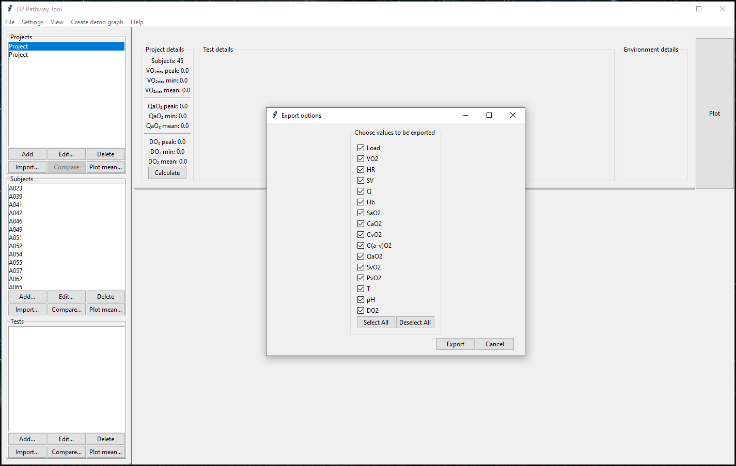 O2 Pathway Tool
File Settings View Create demo graph Help
Projects
Project
Project
Add Edit... Delete
Import... Compare Plot mean...
Subjects
A023
A039
A041
A042
A046
A049
A051
A052
A054
A055
A057
A062
A065
Add... Edit... Delete
Import... Compare... Plot mean...
Tests
Add... Edit... Delete
Import... Compare... Plot mean...
Project details
Subjects: 45
VO₂ₘₐₓ peak: 0.0
VO₂ₘₐₓ min: 0.0
VO₂ₘₐₓ mean: 0.0
QaO₂ peak: 0.0
QaO₂ min: 0.0
QaO₂ mean: 0.0
DO₂ peak: 0.0
DO₂ min: 0.0
DO₂ mean: 0.0
Calculate
Test details
Environment details
Plot
Export options
Choose values to be exported
Load
VO2
HR
SV
Q
Hb
SaO2
CaO2
CvO2
C(a-v)O2
QaO2
SvO2
PvO2
T
pH
DO2
Select All Deselect All
Export Cancel